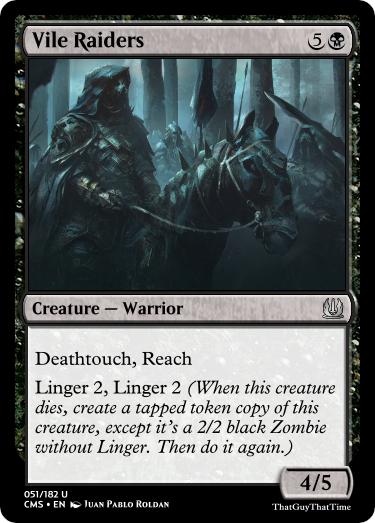 Vile Raiders 5
Creature — Warrior
Deathtouch, Reach
Linger 2, Linger 2 (When this creature
dies, create a tapped token copy of this
creature, except it's a 2/2 black Zombie
without Linger. Then do it again.)
4/5
051/182 U
CMS • EN Juan Pablo Roldan
ThatGuyThatTime